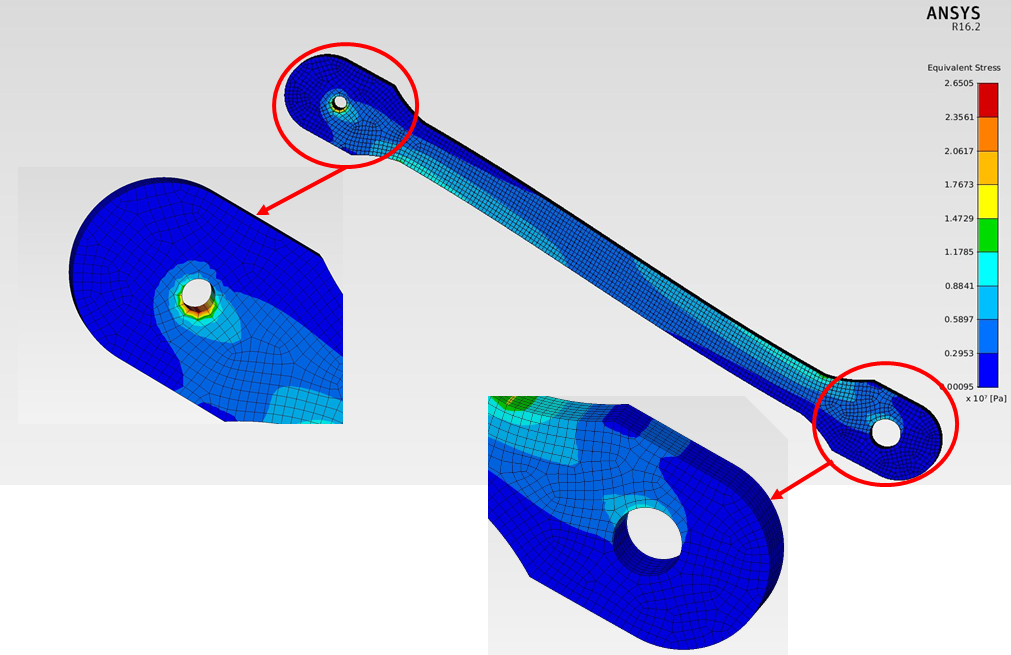 ANSYS
R16.2
Equivalent Stress
2.6505
2.3561
2.0617
1.7673
1.4729
1.1785
0.8841
0.5897
0.2953
0.00095
x 10⁷ [Pa]